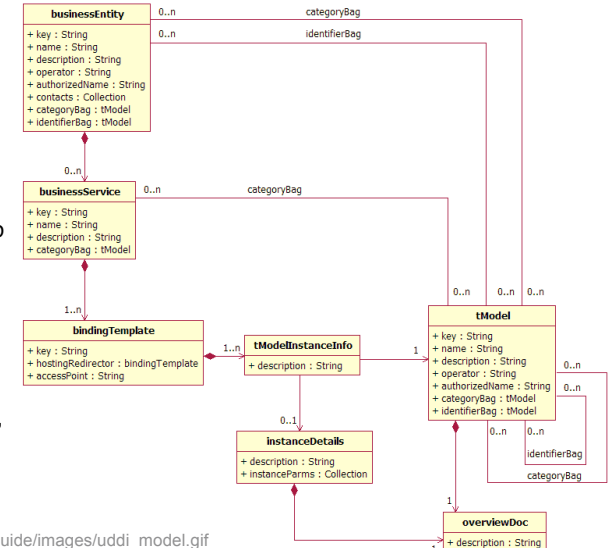 businessEntity
+ key : String
+ name : String
+ description : String
+ operator : String
+ authorizedName : String
+ contacts : Collection
+ categoryBag : tModel
+ identifierBag : tModel
0..n
categoryBag
0..n
identifierBag
0..n
businessService
+ key : String
+ name : String
+ description : String
+ categoryBag : tModel
0..n
categoryBag
1..n
bindingTemplate
+ key : String
+ hostingRedirector : bindingTemplate
+ accessPoint : String
1..n
tModelInstanceInfo
+ description : String
1
0..n
0..n
0..n
tModel
+ key : String
+ name : String
+ description : String
+ operator : String
+ authorizedName : String
+ categoryBag : tModel
+ identifierBag : tModel
0..n
0..n
0..n
0..n
identifierBag
categoryBag
0..1
instanceDetails
+ description : String
+ instanceParms : Collection
1
overviewDoc
+ description : String
1
uide/images/uddi_model.gif